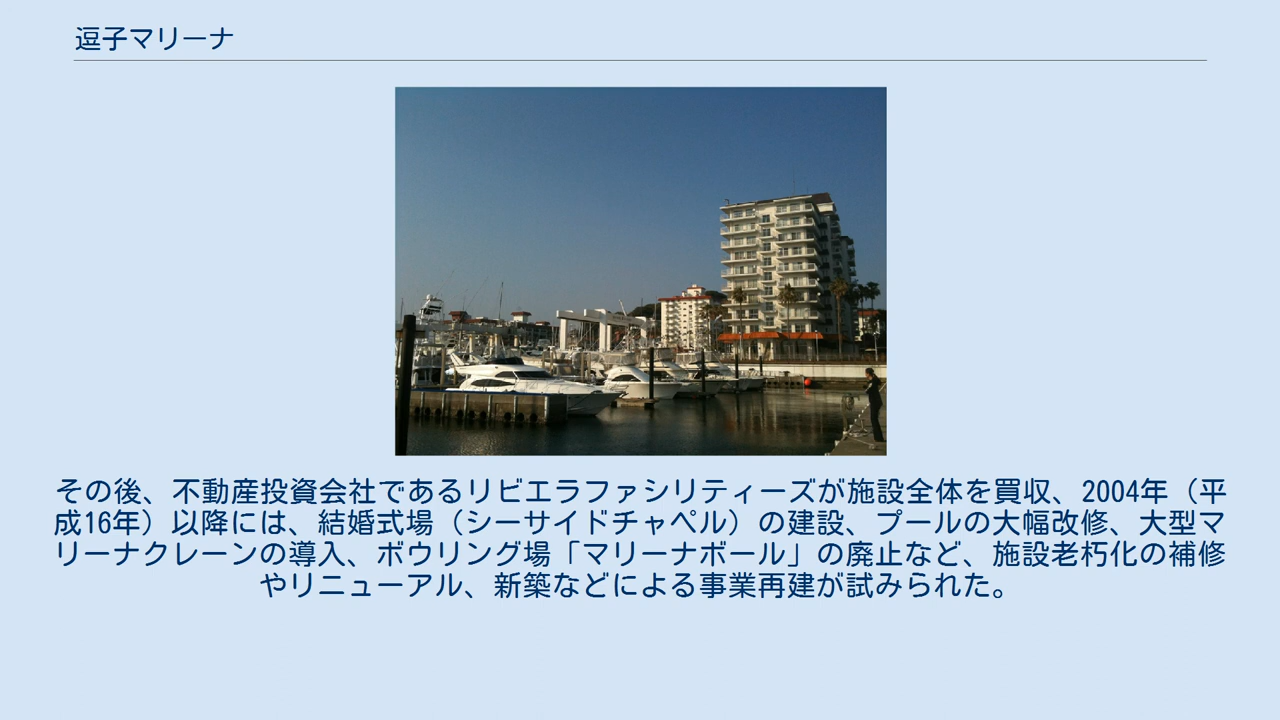 逗子マリーナ
その後、不動産投資会社であるリビエラファシリティーズが施設全体を買収、2004年（平
成16年）以降には、結婚式場（シーサイドチャペル）の建設、プールの大幅改修、大型マ
リーナクレーンの導入、ボウリング場「マリーナボール」の廃止など、施設老朽化の補修
やリニューアル、新築などによる事業再建が試みられた。